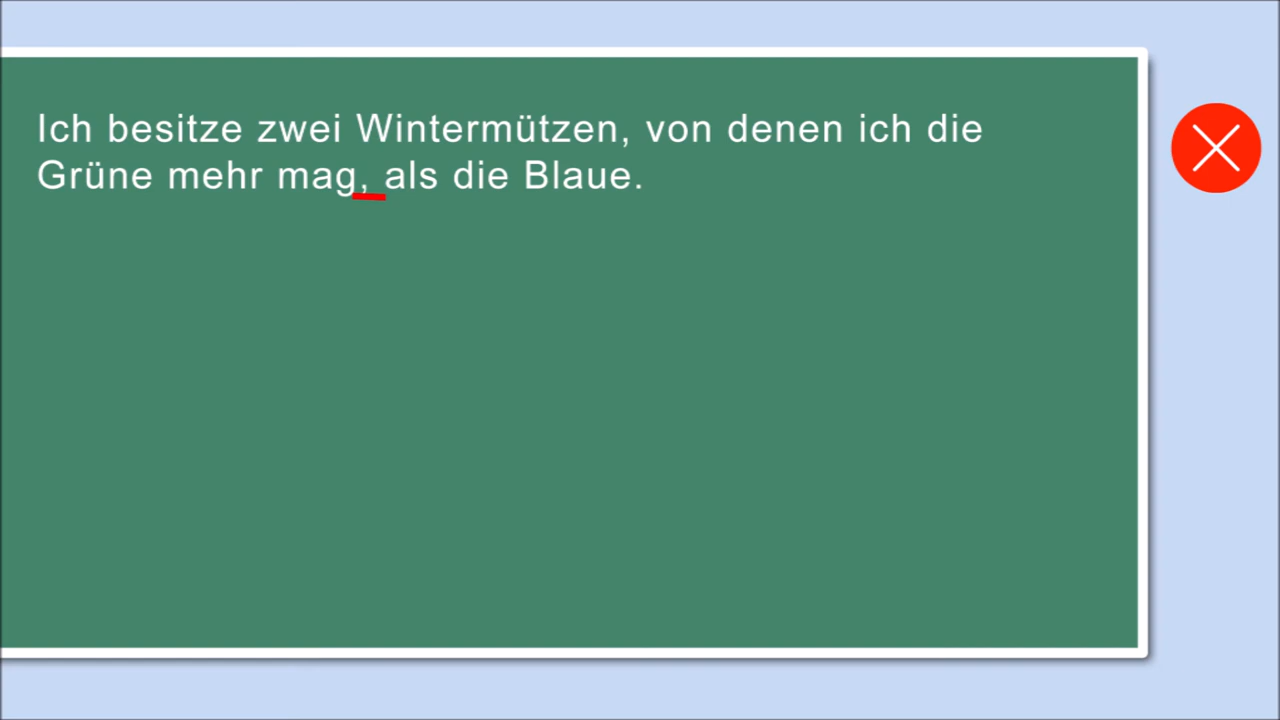 Ich besitze zwei Wintermützen, von denen ich die
Grüne mehr mag, als die Blaue.